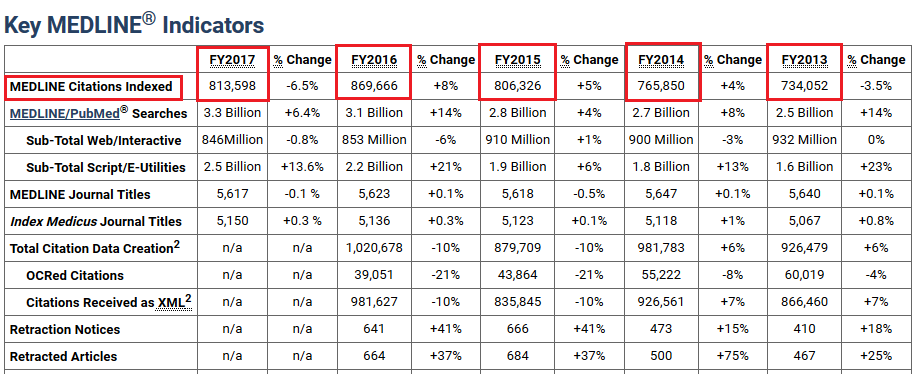 Key MEDLINE® Indicators
FY2017 % Change FY2016 % Change FY2015 % Change FY2014 % Change FY2013 % Change
MEDLINE Citations Indexed 813,598 -6.5% 869,666 +8% 806,326 +5% 765,850 +4% 734,052 -3.5%
MEDLINE/PubMed® Searches 3.3 Billion +6.4% 3.1 Billion +14% 2.8 Billion +4% 2.7 Billion +8% 2.5 Billion +14%
Sub-Total Web/Interactive 846Million -0.8% 853 Million -6% 910 Million +1% 900 Million -3% 932 Million 0%
Sub-Total Script/E-Utilities 2.5 Billion +13.6% 2.2 Billion +21% 1.9 Billion +6% 1.8 Billion +13% 1.6 Billion +23%
MEDLINE Journal Titles 5,617 -0.1 % 5,623 +0.1% 5,618 -0.5% 5,647 +0.1% 5,640 +0.1%
Index Medicus Journal Titles 5,150 +0.3 % 5,136 +0.3% 5,123 +0.1% 5,118 +1% 5,067 +0.8%
Total Citation Data Creation2 n/a n/a 1,020,678 -10% 879,709 -10% 981,783 +6% 926,479 +6%
OCRed Citations n/a n/a 39,051 -21% 43,864 -21% 55,222 -8% 60,019 -4%
Citations Received as XML2 n/a n/a 981,627 -10% 835,845 -10% 926,561 +7% 866,460 +7%
Retraction Notices n/a n/a 641 +41% 666 +41% 473 +15% 410 +18%
Retracted Articles n/a n/a 664 +37% 684 +37% 500 +75% 467 +25%